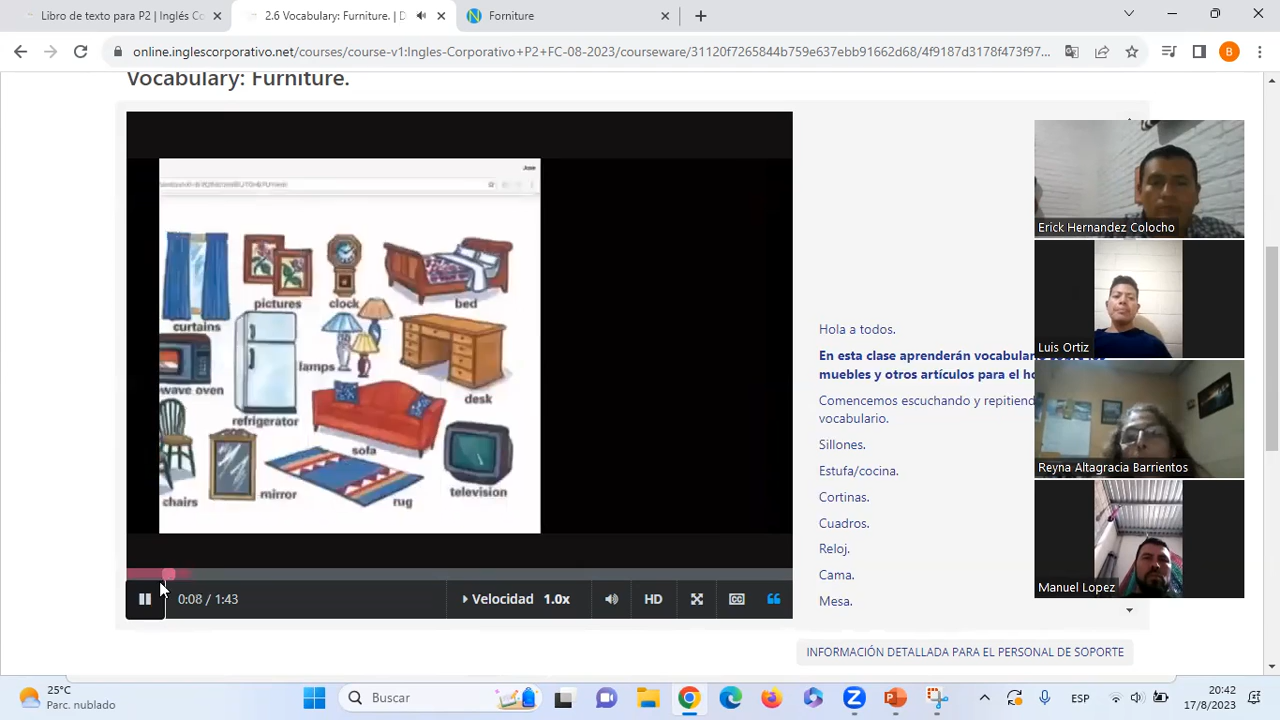 Libro de texto para P2 | Inglés Co
2.6 Vocabulary: Furniture. | D
Forniture
online.inglescorporativo.net/courses/course-v1:Ingles-Corporativo+P2+FC-08-2023/courseware/31120f7265844b759e637ebb91662d68/4f9187d3178f473f97...
B
Vocabulary: Furniture.
Jose
pictures
clock
bed
curtains
lamps
wave oven
refrigerator
desk
sofa
chairs
mirror
rug
television
0:08 / 1:43
Velocidad 1.0x
HD
Hola a todos.
En esta clase aprenderán vocabular
muebles y otros artículos para el ho
Comencemos escuchando y repitiend
vocabulario.
Sillones.
Estufa/cocina.
Cortinas.
Cuadros.
Reloj.
Cama.
Mesa.
INFORMACIÓN DETALLADA PARA EL PERSONAL DE SOPORTE
Erick Hernandez Colocho
Luis Ortiz
Reyna Altagracia Barrientos
Manuel Lopez
25°C
Parc. nublado
Buscar
ESP
20:42
17/8/2023